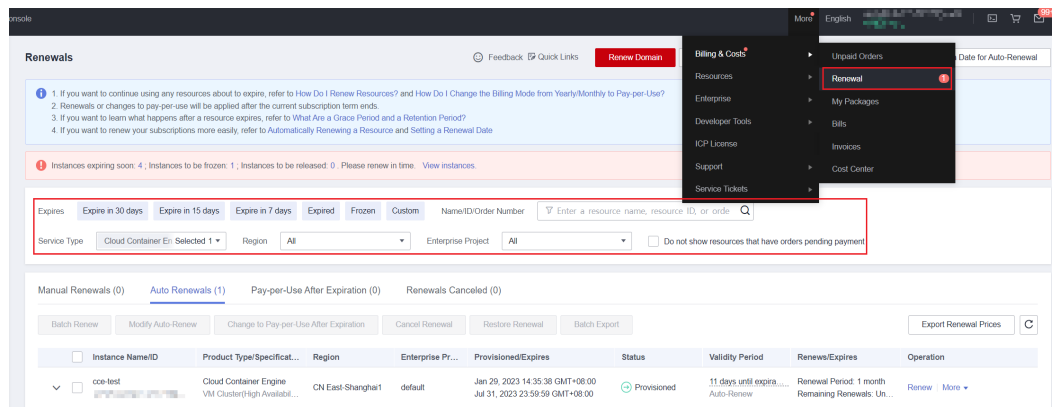 onsole More English 99+
Renewals Feedback Quick Links Renew Domain Date for Auto-Renewal
Billing & Costs
Resources
Enterprise
Developer Tools
ICP License
Support
Service Tickets
Unpaid Orders
Renewal 1
My Packages
Bills
Invoices
Cost Center
1. If you want to continue using any resources about to expire, refer to How Do I Renew Resources? and How Do I Change the Billing Mode from Yearly/Monthly to Pay-per-Use?
2. Renewals or changes to pay-per-use will be applied after the current subscription term ends.
3. If you want to learn what happens after a resource expires, refer to What Are a Grace Period and a Retention Period?
4. If you want to renew your subscriptions more easily, refer to Automatically Renewing a Resource and Setting a Renewal Date
Instances expiring soon: 4 ; Instances to be frozen: 1 ; Instances to be released: 0 . Please renew in time. View instances.
Expires Expire in 30 days Expire in 15 days Expire in 7 days Expired Frozen Custom Name/ID/Order Number Enter a resource name, resource ID, or orde
Service Type Cloud Container En Selected 1 Region All Enterprise Project All Do not show resources that have orders pending payment
Manual Renewals (0) Auto Renewals (1) Pay-per-Use After Expiration (0) Renewals Canceled (0)
Batch Renew Modify Auto-Renew Change to Pay-per-Use After Expiration Cancel Renewal Restore Renewal Batch Export Export Renewal Prices
Instance Name/ID Product Type/Specificat... Region Enterprise Pr... Provisioned/Expires Status Validity Period Renews/Expires Operation
cce-test Cloud Container Engine CN East-Shanghai1 default Jan 29, 2023 14:35:38 GMT+08:00 Provisioned 11 days until expira... Renewal Period: 1 month Renew More
VM Cluster(High Availabil... Jul 31, 2023 23:59:59 GMT+08:00 Auto-Renew Remaining Renewals: Un...